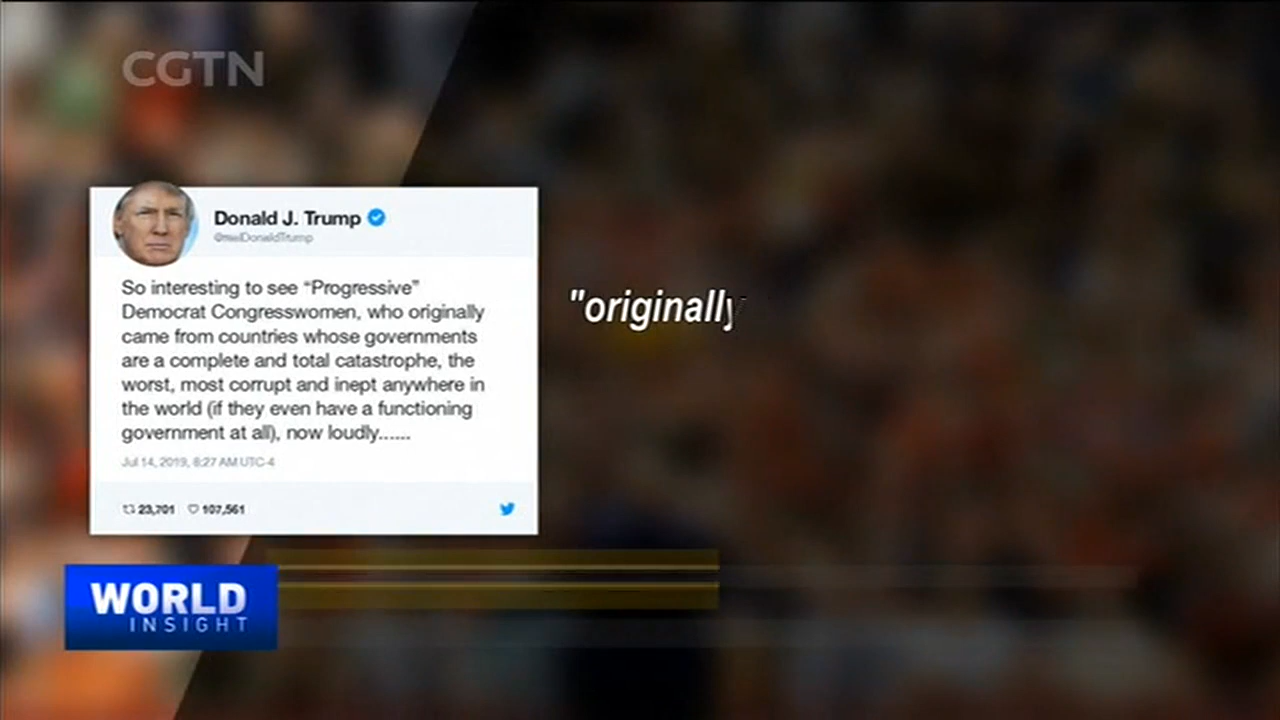 CGTN
Donald J. Trump
@realDonaldTrump
So interesting to see “Progressive”
Democrat Congresswomen, who originally
came from countries whose governments
are a complete and total catastrophe, the
worst, most corrupt and inept anywhere in
the world (if they even have a functioning
government at all), now loudly......
Jul 14, 2019, 8:27 AM UTC-4
23,701 107,561
"originally
WORLD
INSIGHT